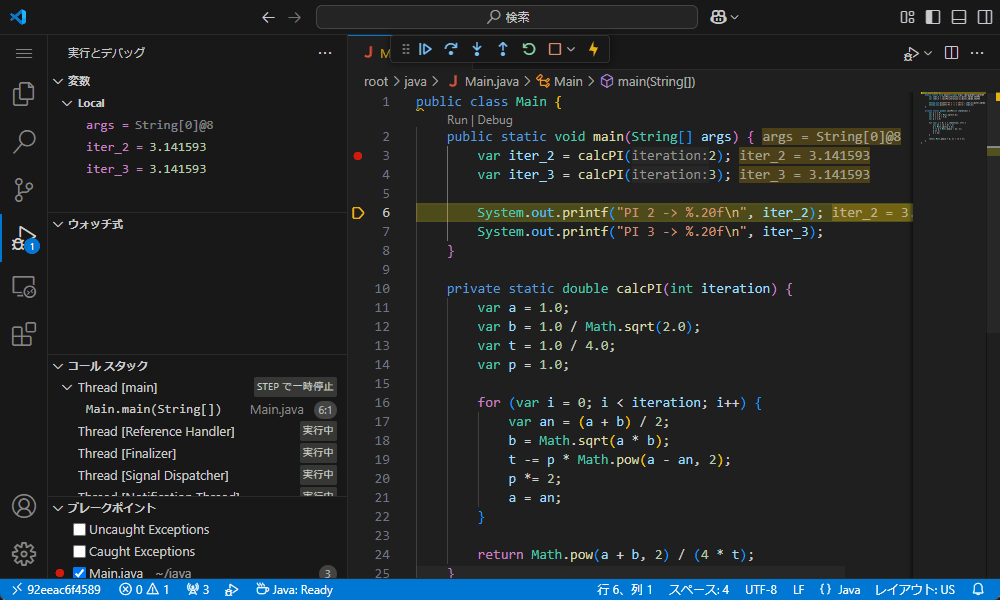 検索
実行とデバッグ
変数
Local
args = String[0]@8
iter_2 = 3.141593
iter_3 = 3.141593
ウォッチ式
コール スタック
Thread [main] STEP で一時停止
Main.main(String[]) Main.java 6:1
Thread [Reference Handler] 実行中
Thread [Finalizer] 実行中
Thread [Signal Dispatcher] 実行中
Thread [Notification Thread] 実行中
ブレークポイント
Uncaught Exceptions
Caught Exceptions
Main.java ~/java 3
J M
root > java > J Main.java > Main > main(String[])
1 public class Main {
Run | Debug
2 public static void main(String[] args) { args = String[0]@8
3 var iter_2 = calcPI(iteration:2); iter_2 = 3.141593
4 var iter_3 = calcPI(iteration:3); iter_3 = 3.141593
5
6 System.out.printf("PI 2 -> %.20f\n", iter_2); iter_2 = 3.
7 System.out.printf("PI 3 -> %.20f\n", iter_3);
8 }
9
10 private static double calcPI(int iteration) {
11 var a = 1.0;
12 var b = 1.0 / Math.sqrt(2.0);
13 var t = 1.0 / 4.0;
14 var p = 1.0;
15
16 for (var i = 0; i < iteration; i++) {
17 var an = (a + b) / 2;
18 b = Math.sqrt(a * b);
19 t -= p * Math.pow(a - an, 2);
20 p *= 2;
21 a = an;
22 }
23
24 return Math.pow(a + b, 2) / (4 * t);
25 }
1
92eeac6f4589 0 1 3 Java: Ready 行 6、列 1 スペース: 4 UTF-8 LF {} Java レイアウト: US